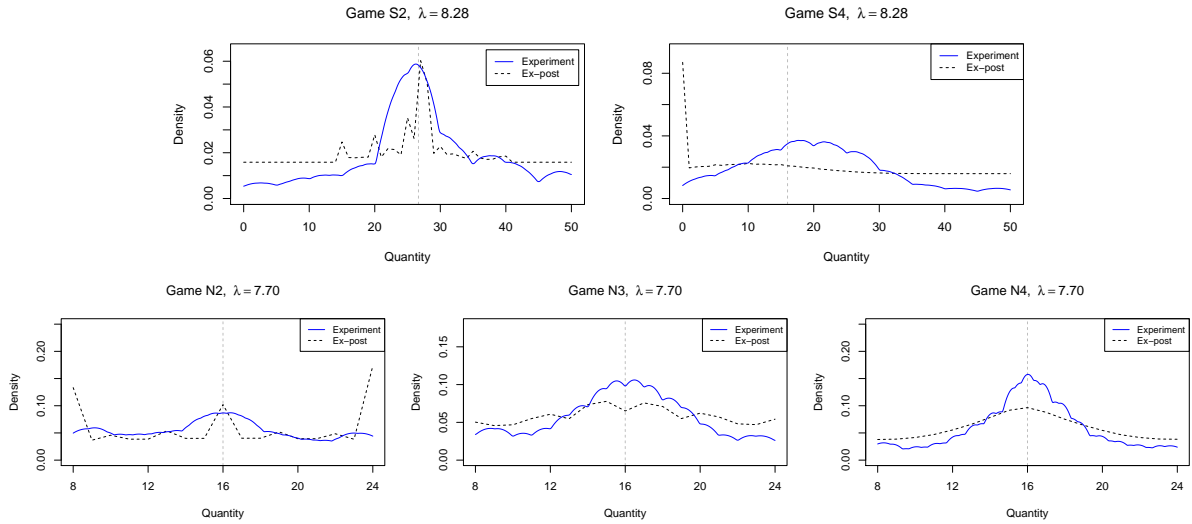 Game S2, λ = 8.28
Density
0.00 0.02 0.04 0.06
Experiment
Ex−post
0 10 20 30 40 50
Quantity
Game S4, λ = 8.28
Density
0.00 0.04 0.08
Experiment
Ex−post
0 10 20 30 40 50
Quantity
Game N2, λ = 7.70
Density
0.00 0.10 0.20
Experiment
Ex−post
8 12 16 20 24
Quantity
Game N3, λ = 7.70
Density
0.00 0.05 0.10 0.15
Experiment
Ex−post
8 12 16 20 24
Quantity
Game N4, λ = 7.70
Density
0.00 0.10 0.20
Experiment
Ex−post
8 12 16 20 24
Quantity